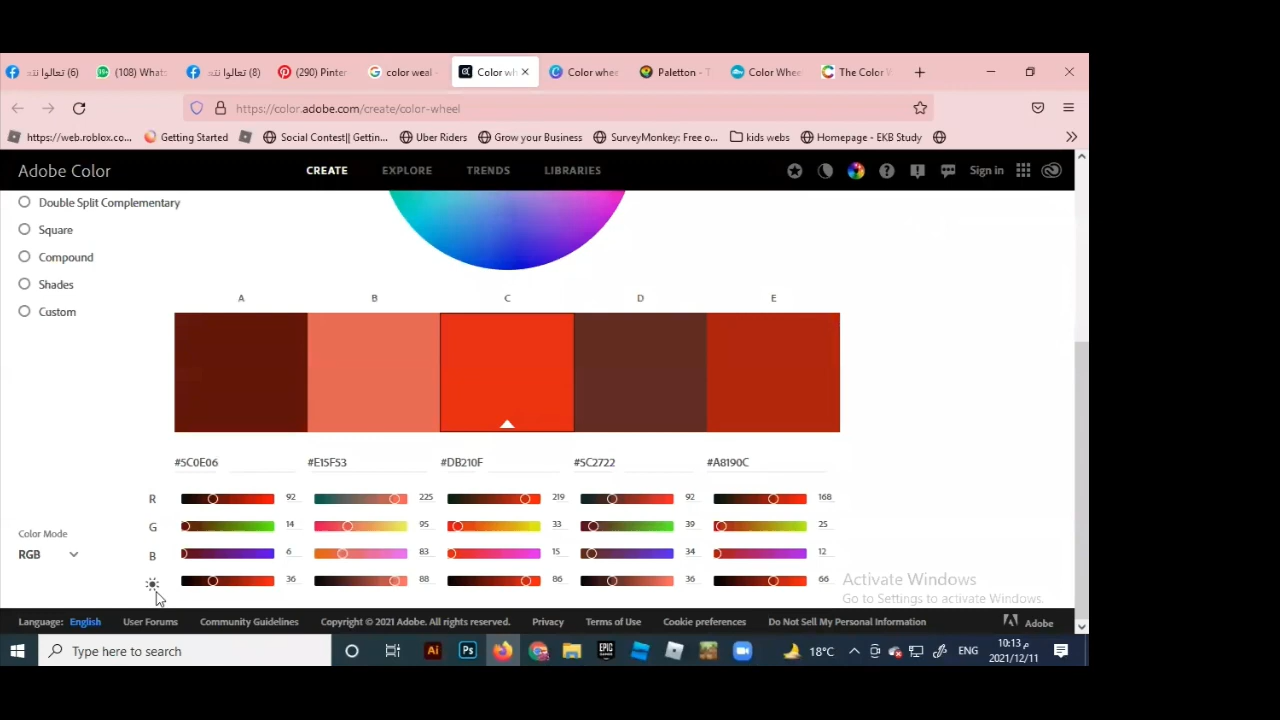 (6) تعالوا نتد
(108) What:
(8) تعالوا نتد
(290) Pinter
color weal
Color wh
Color whee
Paletton - T
Color Whee
The Color W
https://color.adobe.com/create/color-wheel
https://web.roblox.co...
Getting Started
Social Contest|| Gettin...
Uber Riders
Grow your Business
SurveyMonkey: Free o...
kids webs
Homepage - EKB Study
Adobe Color
CREATE
EXPLORE
TRENDS
LIBRARIES
Sign in
Double Split Complementary
Square
Compound
Shades
Custom
A B C D E
#5C0E06 #E15F53 #DB210F #5C2722 #A8190C
R 92 225 219 92 168
G 14 95 33 39 25
B 6 83 15 34 12
36 88 86 36 66
Color Mode
RGB
Activate Windows
Go to Settings to activate Windows.
Language: English
User Forums
Community Guidelines
Copyright © 2021 Adobe. All rights reserved.
Privacy
Terms of Use
Cookie preferences
Do Not Sell My Personal Information
Adobe
Type here to search
Ai
Ps
EPIC
18°C
ENG
10:13 م
2021/12/11